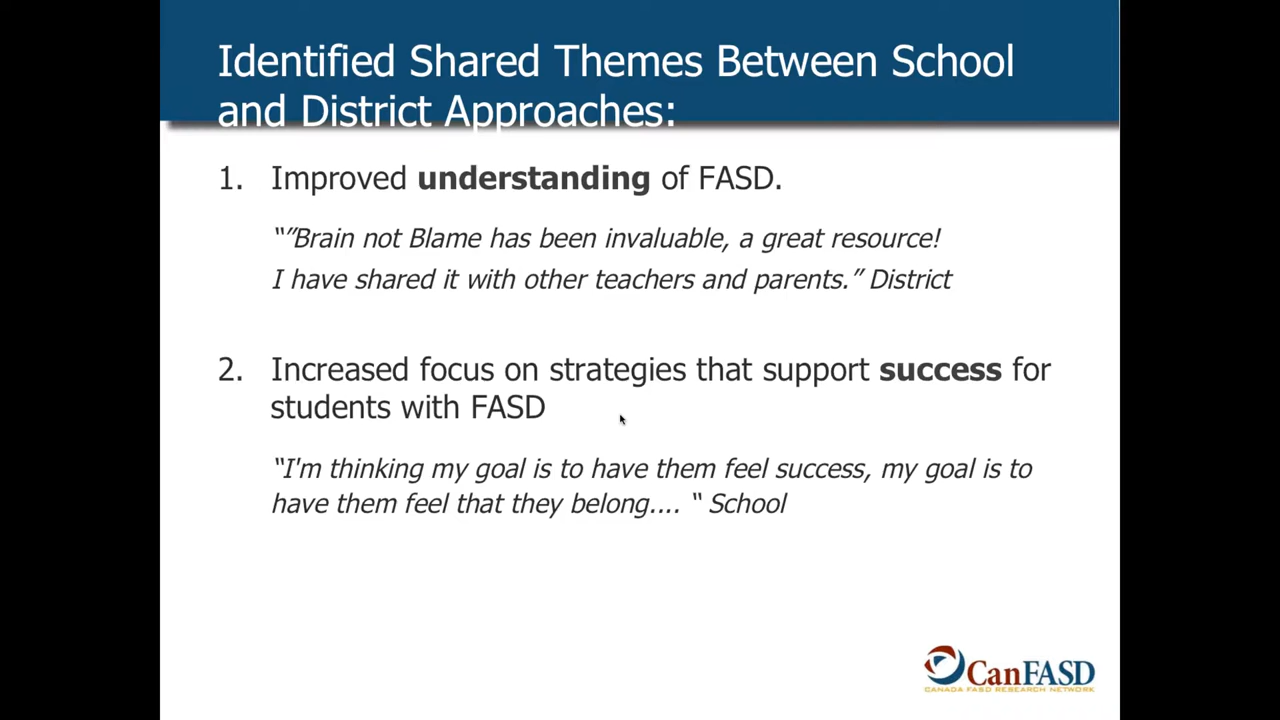 Identified Shared Themes Between School
and District Approaches:
1. Improved understanding of FASD.
“”Brain not Blame has been invaluable, a great resource!
I have shared it with other teachers and parents.” District
2. Increased focus on strategies that support success for
students with FASD
“I'm thinking my goal is to have them feel success, my goal is to
have them feel that they belong.... “ School
CanFASD
CANADA FASD RESEARCH NETWORK